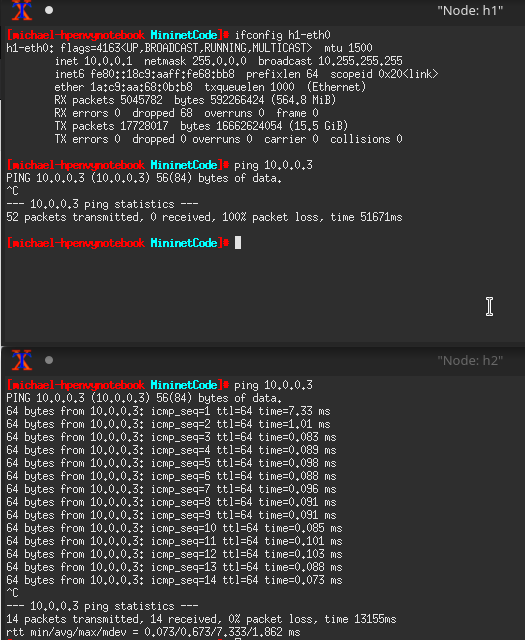 "Node: h1"
[michael-hpenvynotebook MininetCode]# ifconfig h1-eth0
h1-eth0: flags=4163<UP,BROADCAST,RUNNING,MULTICAST>  mtu 1500
inet 10.0.0.1  netmask 255.0.0.0  broadcast 10.255.255.255
inet6 fe80::18c9:aaff:fe68:bb8  prefixlen 64  scopeid 0x20<link>
ether 1a:c9:aa:68:0b:b8  txqueuelen 1000  (Ethernet)
RX packets 5045782  bytes 592266424 (564.8 MiB)
RX errors 0  dropped 68  overruns 0  frame 0
TX packets 17728017  bytes 16662624054 (15.5 GiB)
TX errors 0  dropped 0 overruns 0  carrier 0  collisions 0
[michael-hpenvynotebook MininetCode]# ping 10.0.0.3
PING 10.0.0.3 (10.0.0.3) 56(84) bytes of data.
^C
--- 10.0.0.3 ping statistics ---
52 packets transmitted, 0 received, 100% packet loss, time 51671ms
[michael-hpenvynotebook MininetCode]#
"Node: h2"
[michael-hpenvynotebook MininetCode]# ping 10.0.0.3
PING 10.0.0.3 (10.0.0.3) 56(84) bytes of data.
64 bytes from 10.0.0.3: icmp_seq=1 ttl=64 time=7.33 ms
64 bytes from 10.0.0.3: icmp_seq=2 ttl=64 time=1.01 ms
64 bytes from 10.0.0.3: icmp_seq=3 ttl=64 time=0.083 ms
64 bytes from 10.0.0.3: icmp_seq=4 ttl=64 time=0.089 ms
64 bytes from 10.0.0.3: icmp_seq=5 ttl=64 time=0.098 ms
64 bytes from 10.0.0.3: icmp_seq=6 ttl=64 time=0.088 ms
64 bytes from 10.0.0.3: icmp_seq=7 ttl=64 time=0.096 ms
64 bytes from 10.0.0.3: icmp_seq=8 ttl=64 time=0.091 ms
64 bytes from 10.0.0.3: icmp_seq=9 ttl=64 time=0.091 ms
64 bytes from 10.0.0.3: icmp_seq=10 ttl=64 time=0.085 ms
64 bytes from 10.0.0.3: icmp_seq=11 ttl=64 time=0.101 ms
64 bytes from 10.0.0.3: icmp_seq=12 ttl=64 time=0.103 ms
64 bytes from 10.0.0.3: icmp_seq=13 ttl=64 time=0.088 ms
64 bytes from 10.0.0.3: icmp_seq=14 ttl=64 time=0.073 ms
^C
--- 10.0.0.3 ping statistics ---
14 packets transmitted, 14 received, 0% packet loss, time 13155ms
rtt min/avg/max/mdev = 0.073/0.673/7.333/1.862 ms